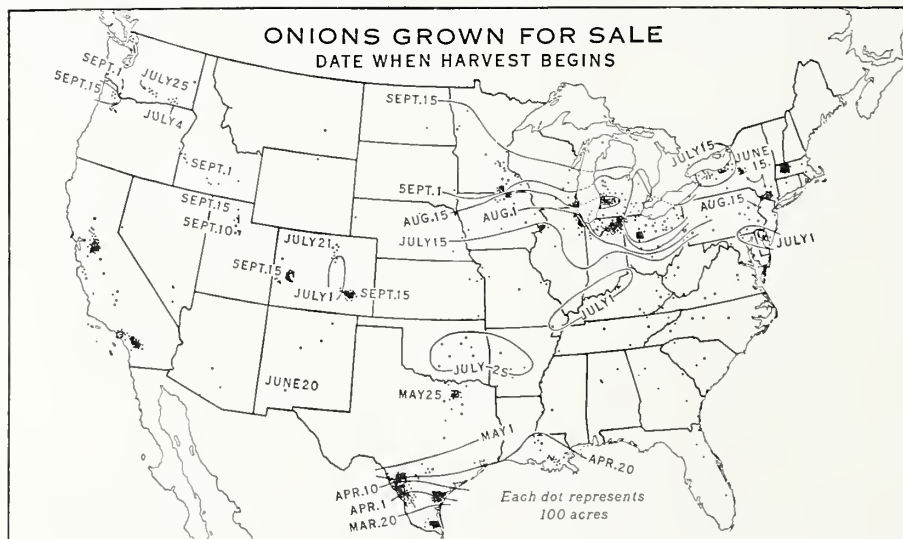 ONIONS GROWN FOR SALE
DATE WHEN HARVEST BEGINS
SEPT.1
JULY25
SEPT.15
JULY4
SEPT.1
SEPT.15
SEPT.10
SEPT.15
JULY21
JULY1
SEPT.15
JUNE20
SEPT.15
SEPT.1
AUG.15
AUG.1
JULY15
JULY15
JUNE
15
AUG.15
JULY1
JULY1
JULY 25
MAY25
MAY1
APR.20
APR.10
APR.1
MAR.20
Each dot represents
100 acres